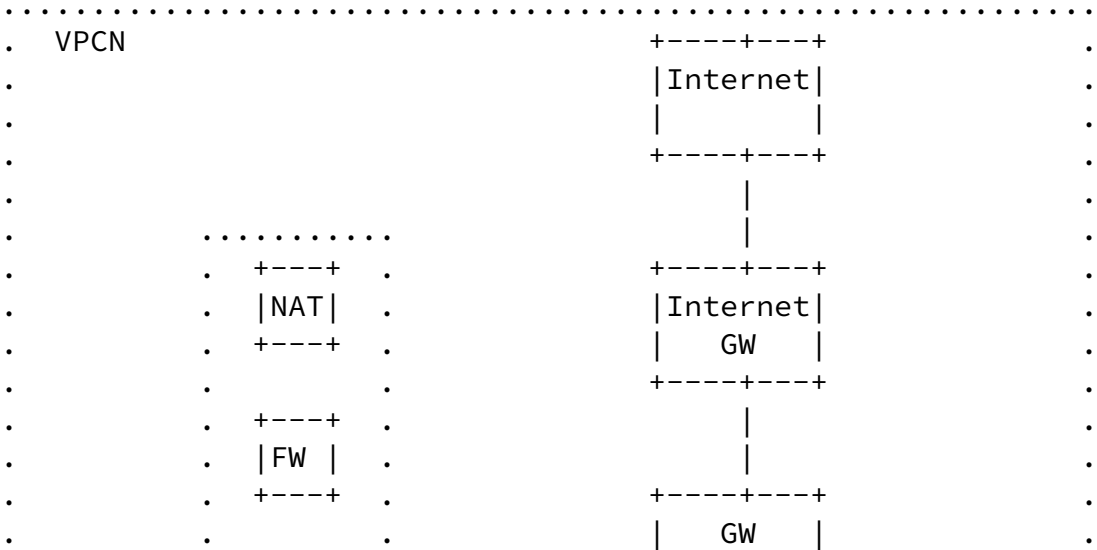 ...........................................................
.  VPCN                            +----+---+             .
.                                  |Internet|             .
.                                  |        |             .
.                                  +----+---+             .
.                                       |                 .
.          ...........                  |                 .
.          .  +---+  .             +----+---+             .
.          .  |NAT|  .             |Internet|             .
.          .  +---+  .             |   GW   |             .
.          .         .             +----+---+             .
.          .  +---+  .                  |                 .
.          .  |FW |  .                  |                 .
.          .  +---+  .             +----+---+             .
.          .         .             |   GW   |             .